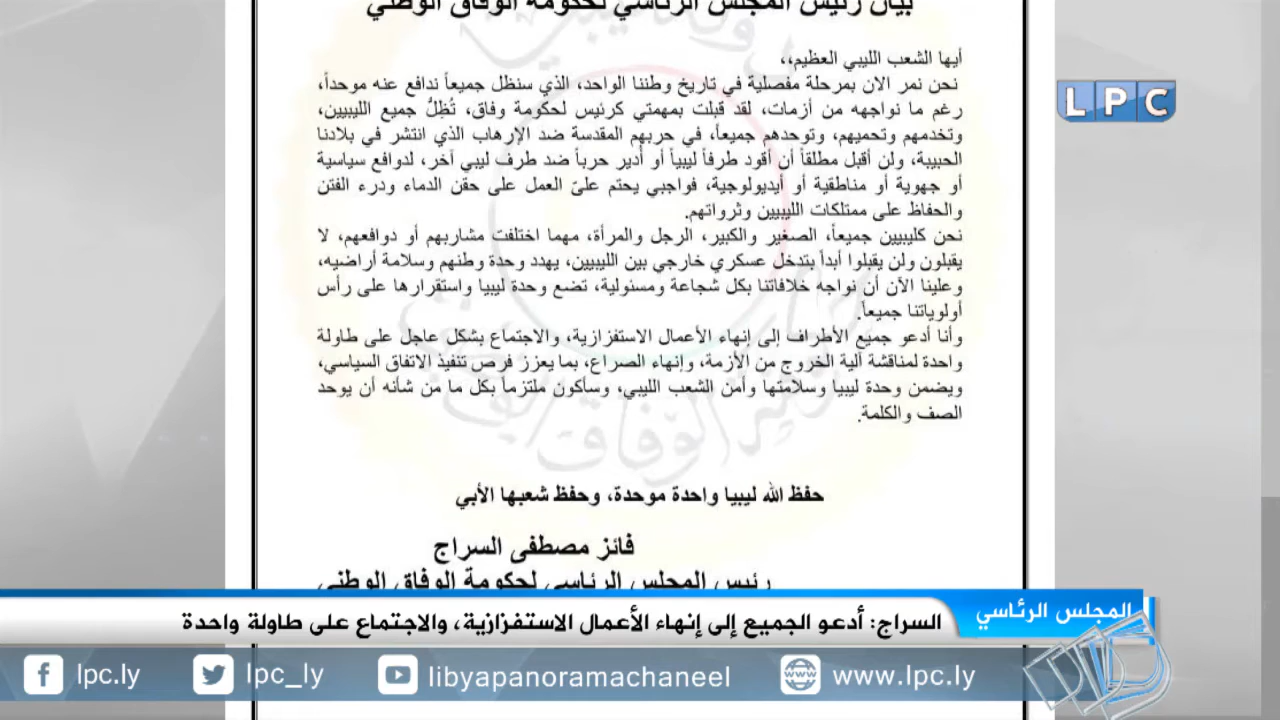 بيان رئيس المجلس الرئاسي لحكومة الوفاق الوطني
أيها الشعب الليبي العظيم،،
نحن نمر الان بمرحلة مفصلية في تاريخ وطننا الواحد، الذي سنظل جميعاً ندافع عنه موحداً،
رغم ما نواجهه من أزمات، لقد قبلت بمهمتي كرئيس لحكومة وفاق، تُظِلُّ جميع الليبيين،
وتخدمهم وتحميهم، وتوحدهم جميعاً، في حربهم المقدسة ضد الإرهاب الذي انتشر في بلادنا
الحبيبة، ولن أقبل مطلقاً أن أقود طرفاً ليبياً أو أدير حرباً ضد طرف ليبي آخر، لدوافع سياسية
أو جهوية أو مناطقية أو أيديولوجية، فواجبي يحتم عليّ العمل على حقن الدماء ودرء الفتن
والحفاظ على ممتلكات الليبيين وثرواتهم.
نحن كليبيين جميعاً، الصغير والكبير، الرجل والمرأة، مهما اختلفت مشاربهم أو دوافعهم، لا
يقبلون ولن يقبلوا أبداً بتدخل عسكري خارجي بين الليبيين، يهدد وحدة وطنهم وسلامة أراضيه،
وعلينا الآن أن نواجه خلافاتنا بكل شجاعة ومسئولية، تضع وحدة ليبيا واستقرارها على رأس
أولوياتنا جميعاً.
وأنا أدعو جميع الأطراف إلى إنهاء الأعمال الاستفزازية، والاجتماع بشكل عاجل على طاولة
واحدة لمناقشة آلية الخروج من الأزمة، وإنهاء الصراع، بما يعزز فرص تنفيذ الاتفاق السياسي،
ويضمن وحدة ليبيا وسلامتها وأمن الشعب الليبي، وسأكون ملتزماً بكل ما من شأنه أن يوحد
الصف والكلمة.
حفظ الله ليبيا واحدة موحدة، وحفظ شعبها الأبي
فائز مصطفى السراج
رئيس المجلس الرئاسي لحكومة الوفاق الوطني
LPC
المجلس الرئاسي
السراج: أدعو الجميع إلى إنهاء الأعمال الاستفزازية، والاجتماع على طاولة واحدة
lpc.ly
lpc_ly
libyapanoramachaneel
www.lpc.ly